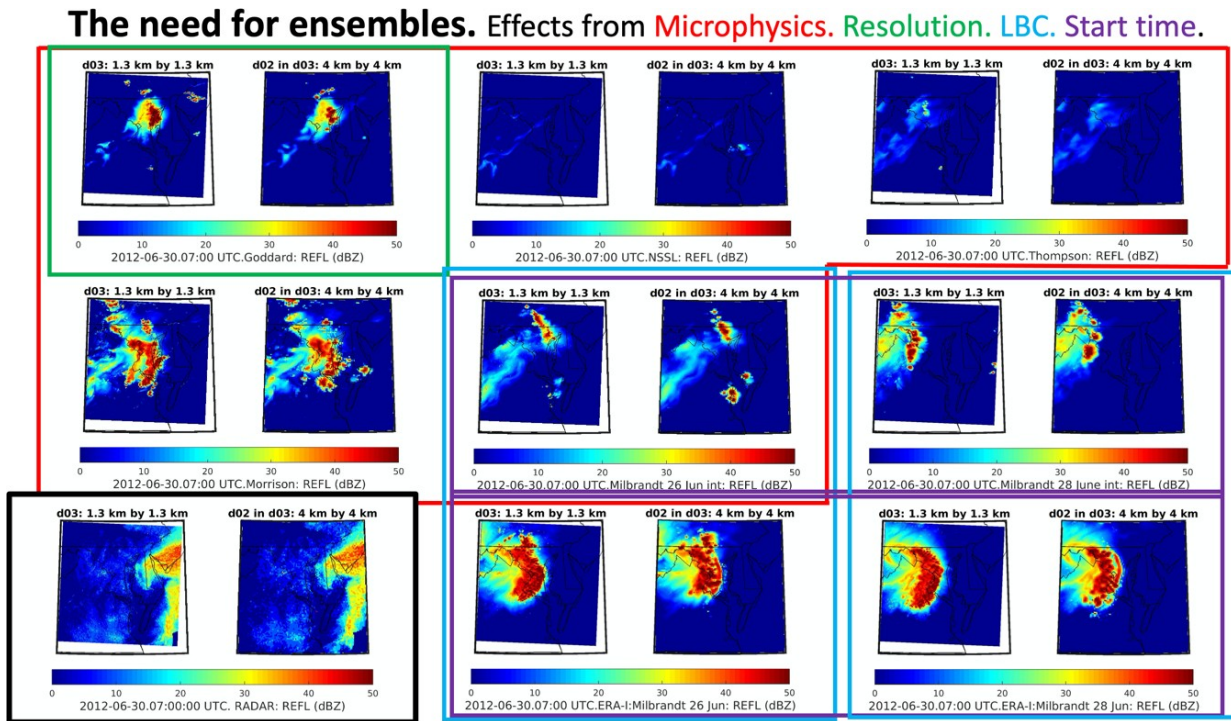 The need for ensembles. Effects from Microphysics. Resolution. LBC. Start time.
d03: 1.3 km by 1.3 km d02 in d03: 4 km by 4 km d03: 1.3 km by 1.3 km d02 in d03: 4 km by 4 km d03: 1.3 km by 1.3 km d02 in d03: 4 km by 4 km
0 10 20 30 40 50 0 10 20 30 40 50 0 10 20 30 40 50
2012-06-30.07:00 UTC.Goddard: REFL (dBZ) 2012-06-30.07:00 UTC.NSSL: REFL (dBZ) 2012-06-30.07:00 UTC.Thompson: REFL (dBZ)
d03: 1.3 km by 1.3 km d02 in d03: 4 km by 4 km d03: 1.3 km by 1.3 km d02 in d03: 4 km by 4 km d03: 1.3 km by 1.3 km d02 in d03: 4 km by 4 km
0 10 20 30 40 50 0 10 20 30 40 50 0 10 20 30 40 50
2012-06-30.07:00 UTC.Morrison: REFL (dBZ) 2012-06-30.07:00 UTC.Milbrandt 26 Jun int: REFL (dBZ) 2012-06-30.07:00 UTC.Milbrandt 28 June int: REFL (dBZ)
d03: 1.3 km by 1.3 km d02 in d03: 4 km by 4 km d03: 1.3 km by 1.3 km d02 in d03: 4 km by 4 km d03: 1.3 km by 1.3 km d02 in d03: 4 km by 4 km
0 10 20 30 40 50 0 10 20 30 40 50 0 10 20 30 40 50
2012-06-30.07:00:00 UTC. RADAR: REFL (dBZ) 2012-06-30.07:00 UTC.ERA-I:Milbrandt 26 Jun: REFL (dBZ) 2012-06-30.07:00 UTC.ERA-I:Milbrandt 28 Jun: REFL (dBZ)